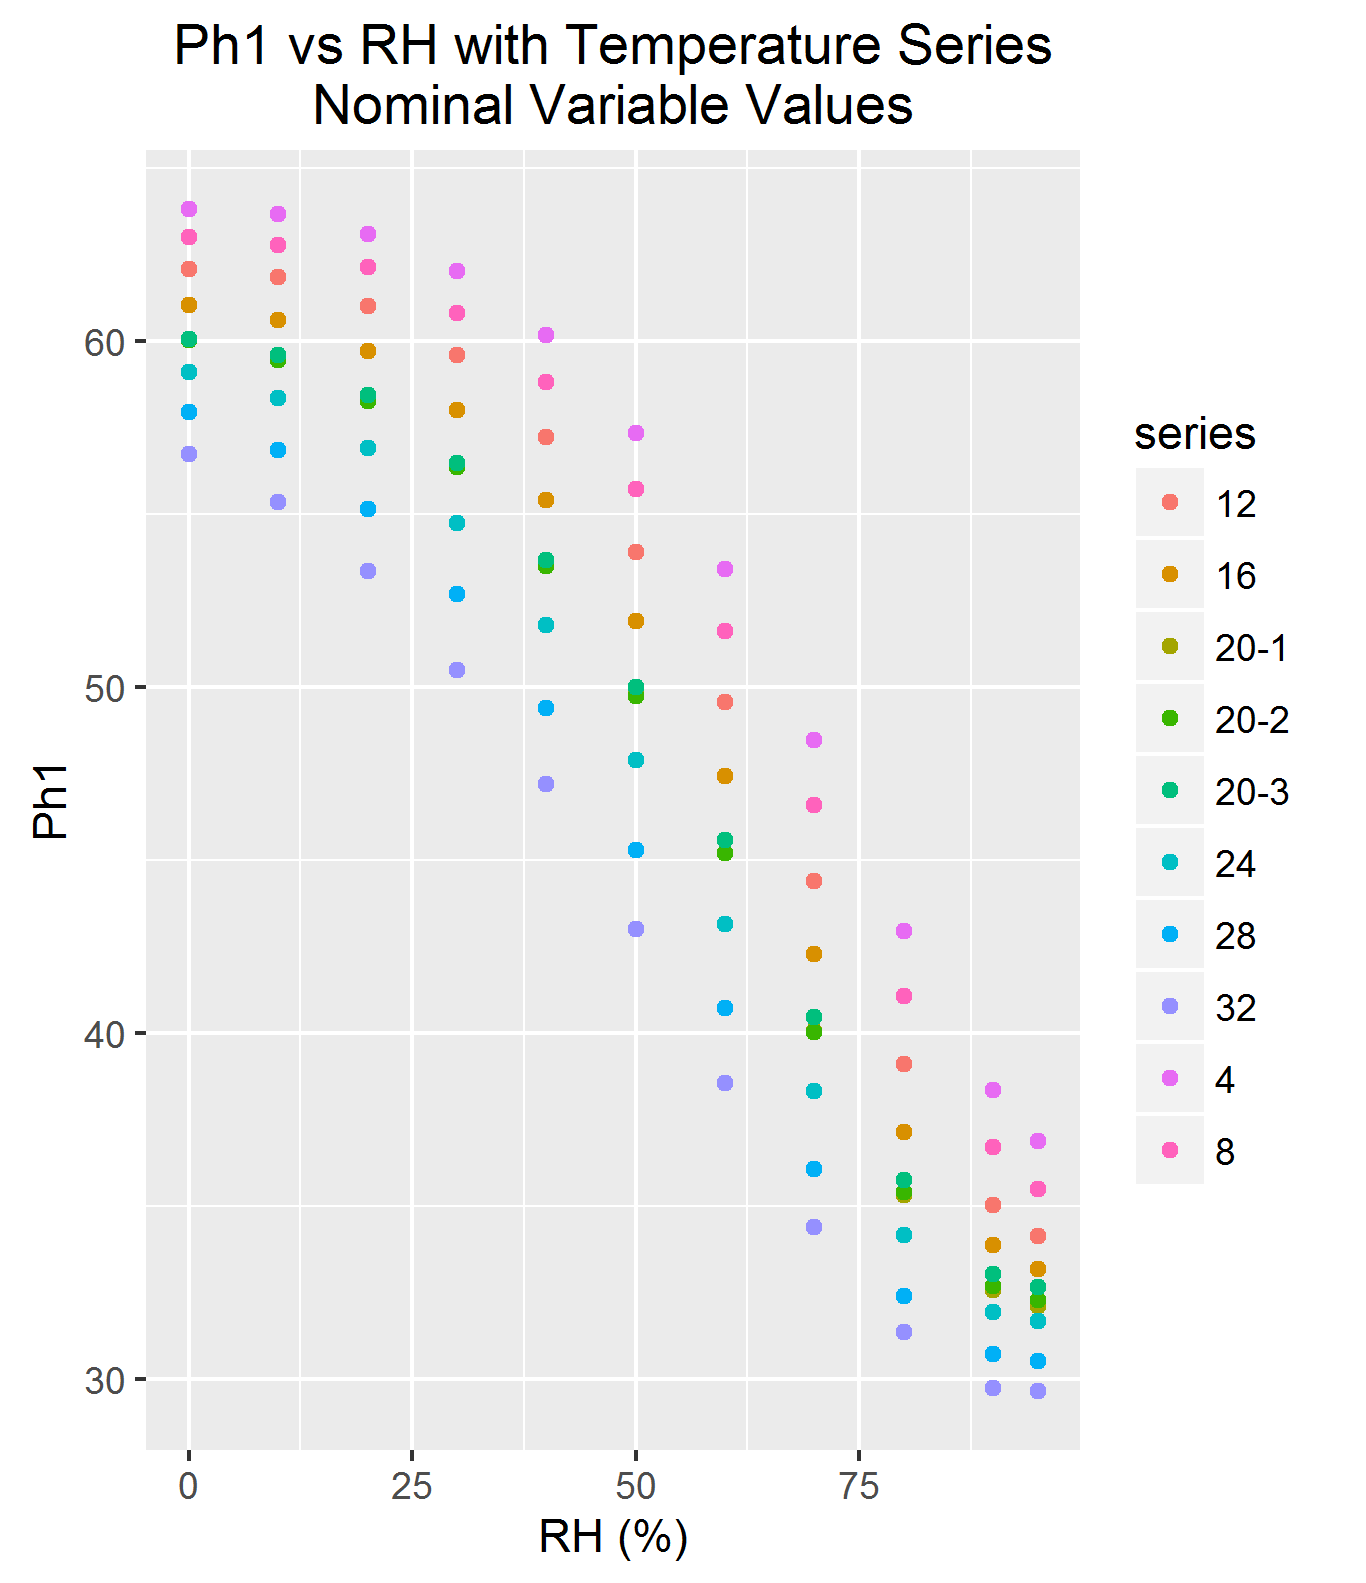 Ph1 vs RH with Temperature Series
Nominal Variable Values
60
50
40
30
Ph1
0 25 50 75
RH (%)
series
12
16
20-1
20-2
20-3
24
28
32
4
8